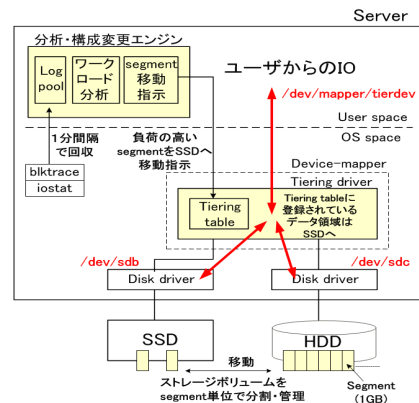 Server
分析・構成変更エンジン
Log
pool
ワーク
ロード
分析
segment
移動
指示
ユーザからのIO
/dev/mapper/tierdev
User space
OS space
1分間隔
で回収
blktrace
iostat
負荷の高い
segmentをSSDへ
移動指示
Device-mapper
Tiering driver
Tiering
table
Tiering tableに
登録されている
データ領域は
SSDへ
/dev/sdb
/dev/sdc
Disk driver
Disk driver
SSD
HDD
移動
ストレージボリュームを
segment単位で分割・管理
Segment
(1GB)